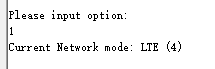 Please input option:
1
Current Network mode: LTE (4)